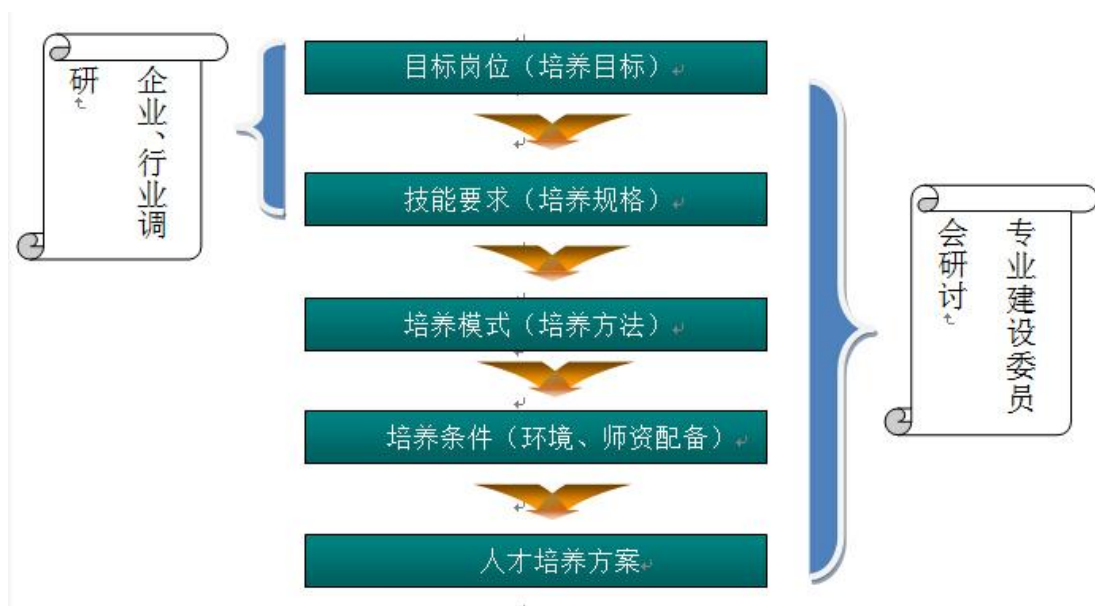 企业、行业调
研
目标岗位（培养目标）
技能要求（培养规格）
培养模式（培养方法）
培养条件（环境、师资配备）
人才培养方案
专业建设委员
会研讨